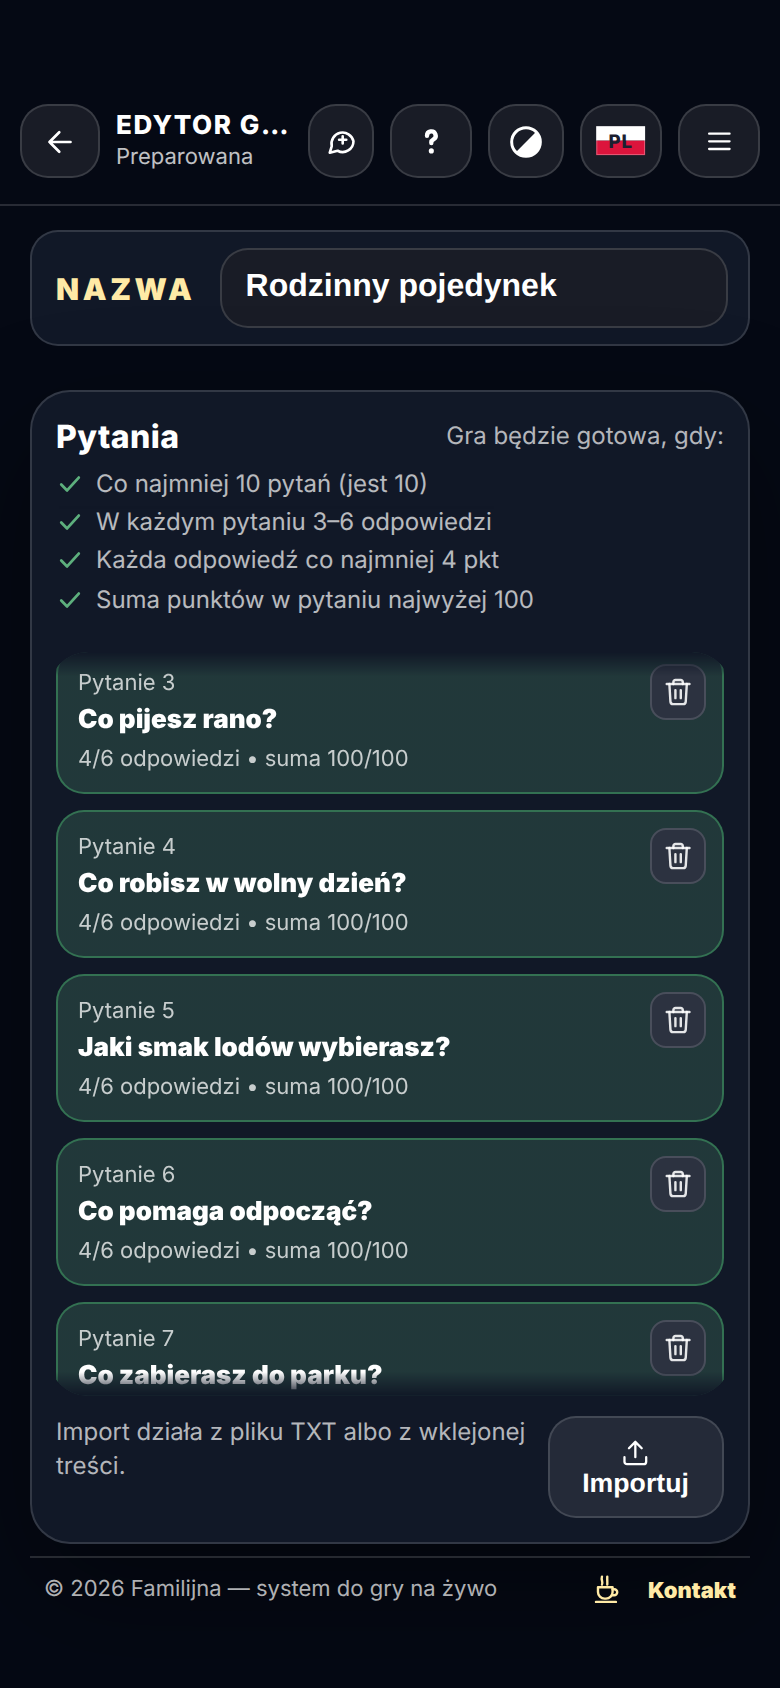 EDYTOR G...
Preparowana
?
PL
NAZWA
Rodzinny pojedynek
Pytania
Gra będzie gotowa, gdy:
Co najmniej 10 pytań (jest 10)
W każdym pytaniu 3–6 odpowiedzi
Każda odpowiedź co najmniej 4 pkt
Suma punktów w pytaniu najwyżej 100
Pytanie 3
Co pijesz rano?
4/6 odpowiedzi • suma 100/100
Pytanie 4
Co robisz w wolny dzień?
4/6 odpowiedzi • suma 100/100
Pytanie 5
Jaki smak lodów wybierasz?
4/6 odpowiedzi • suma 100/100
Pytanie 6
Co pomaga odpocząć?
4/6 odpowiedzi • suma 100/100
Pytanie 7
Co zabierasz do parku?
Import działa z pliku TXT albo z wklejonej
treści.
Importuj
© 2026 Familijna — system do gry na żywo
Kontakt